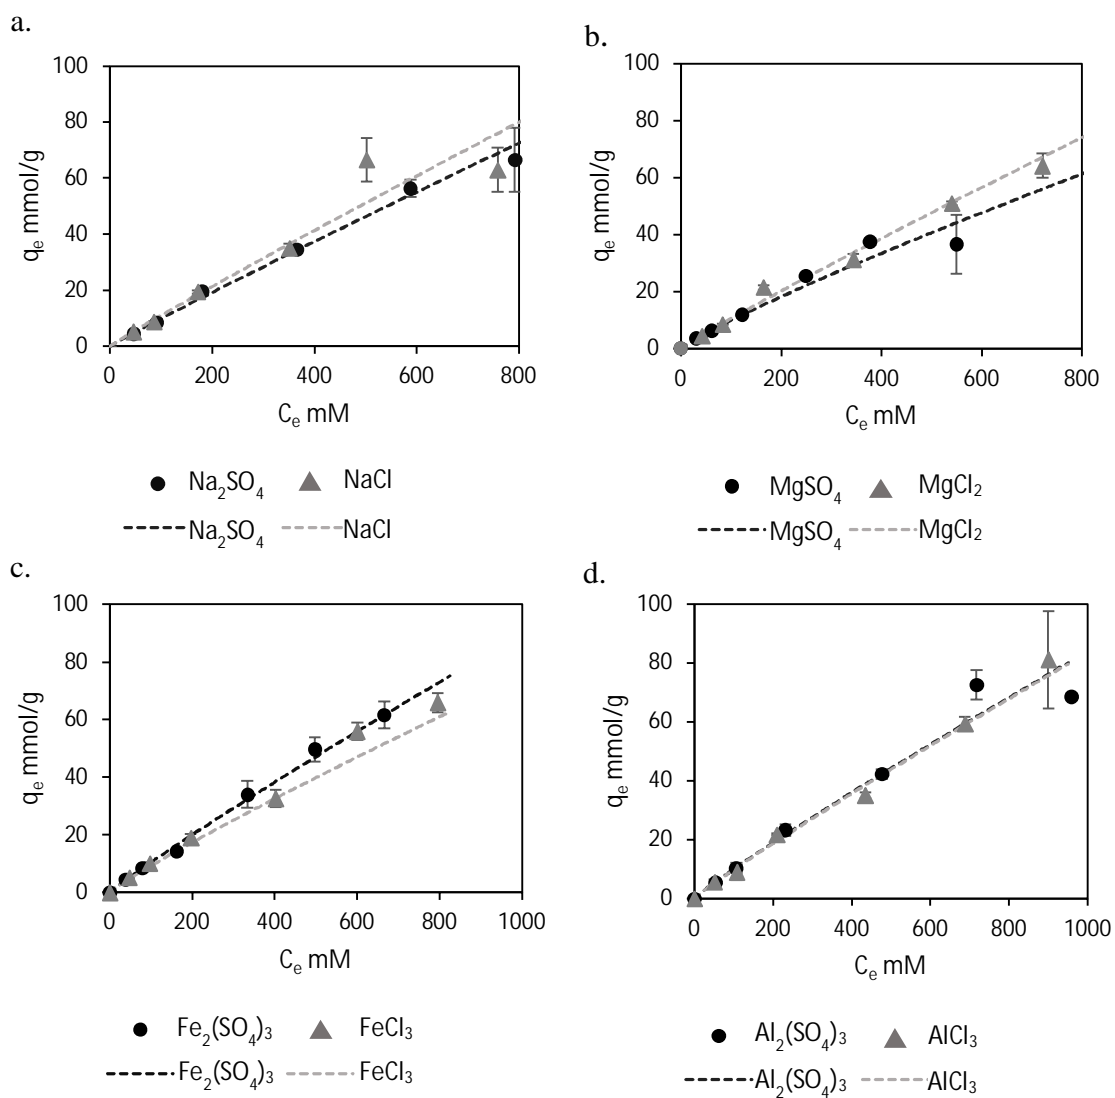 a.
100
80
60
40
20
0
qₑ mmol/g
0 200 400 600 800
Cₑ mM
Na₂SO₄ NaCl
Na₂SO₄ NaCl
b.
100
80
60
40
20
0
qₑ mmol/g
0 200 400 600 800
Cₑ mM
MgSO₄ MgCl₂
MgSO₄ MgCl₂
c.
100
80
60
40
20
0
qₑ mmol/g
0 200 400 600 800 1000
Cₑ mM
Fe₂(SO₄)₃ FeCl₃
Fe₂(SO₄)₃ FeCl₃
d.
100
80
60
40
20
0
qₑ mmol/g
0 200 400 600 800 1000
Cₑ mM
Al₂(SO₄)₃ AlCl₃
Al₂(SO₄)₃ AlCl₃